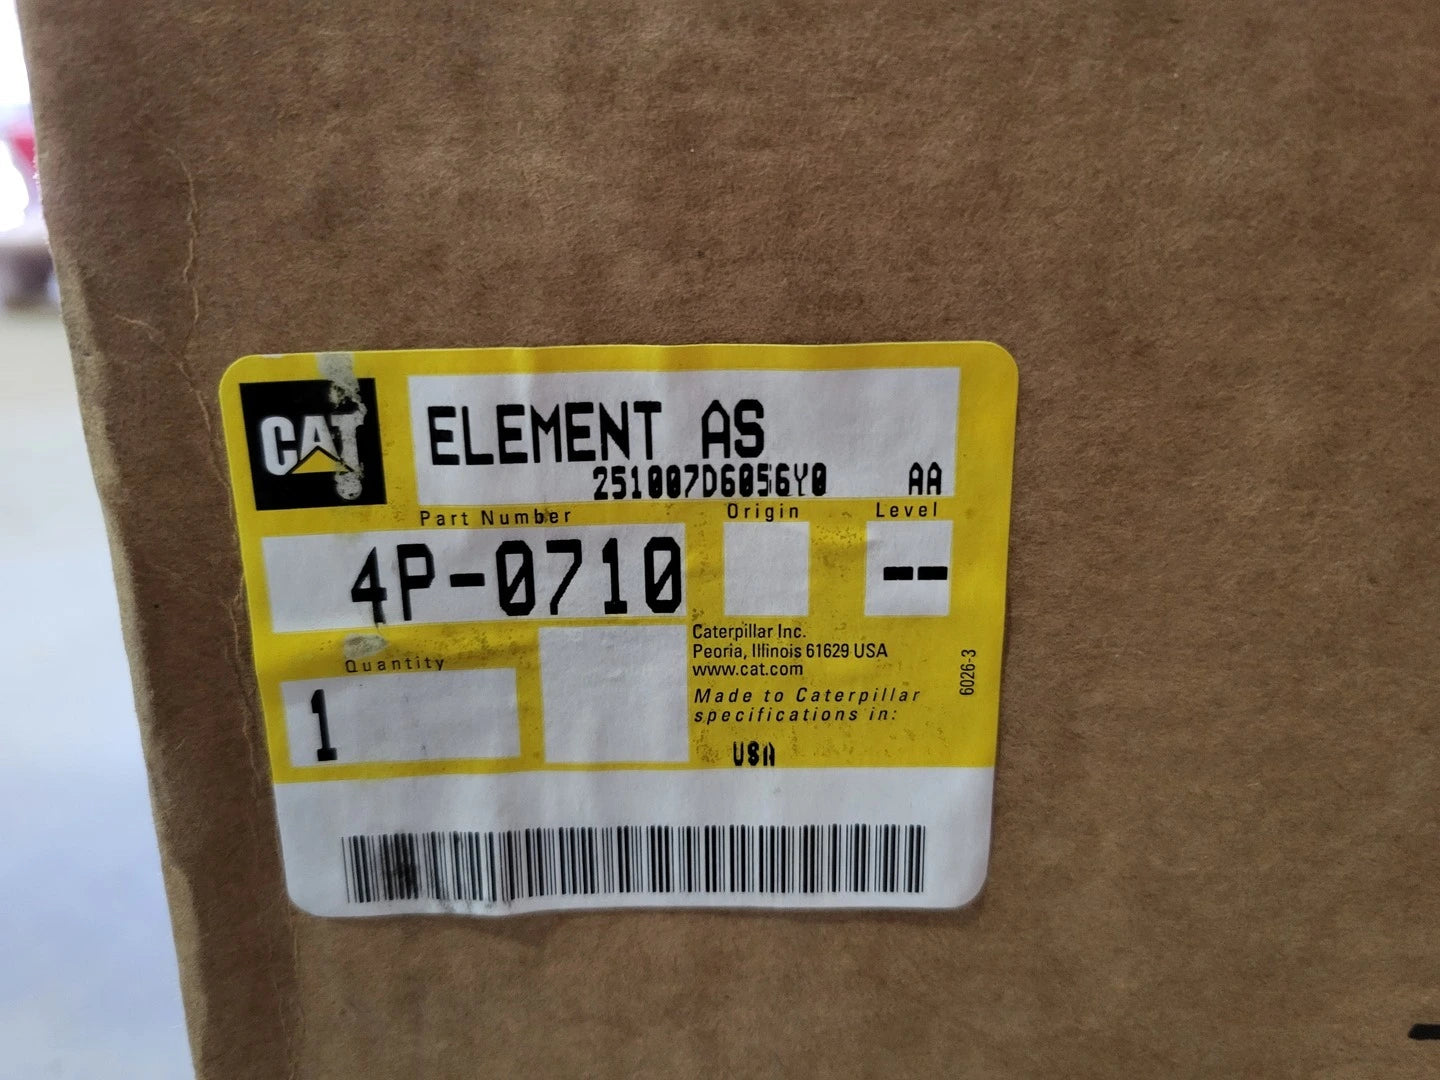 CAT
ELEMENT AS
251007D6056Y0 AA
Part Number Origin Level
4P-0710 --
Caterpillar Inc.
Peoria, Illinois 61629 USA
www.cat.com
Quantity
1
Made to Caterpillar
specifications in:
USA
6026-3